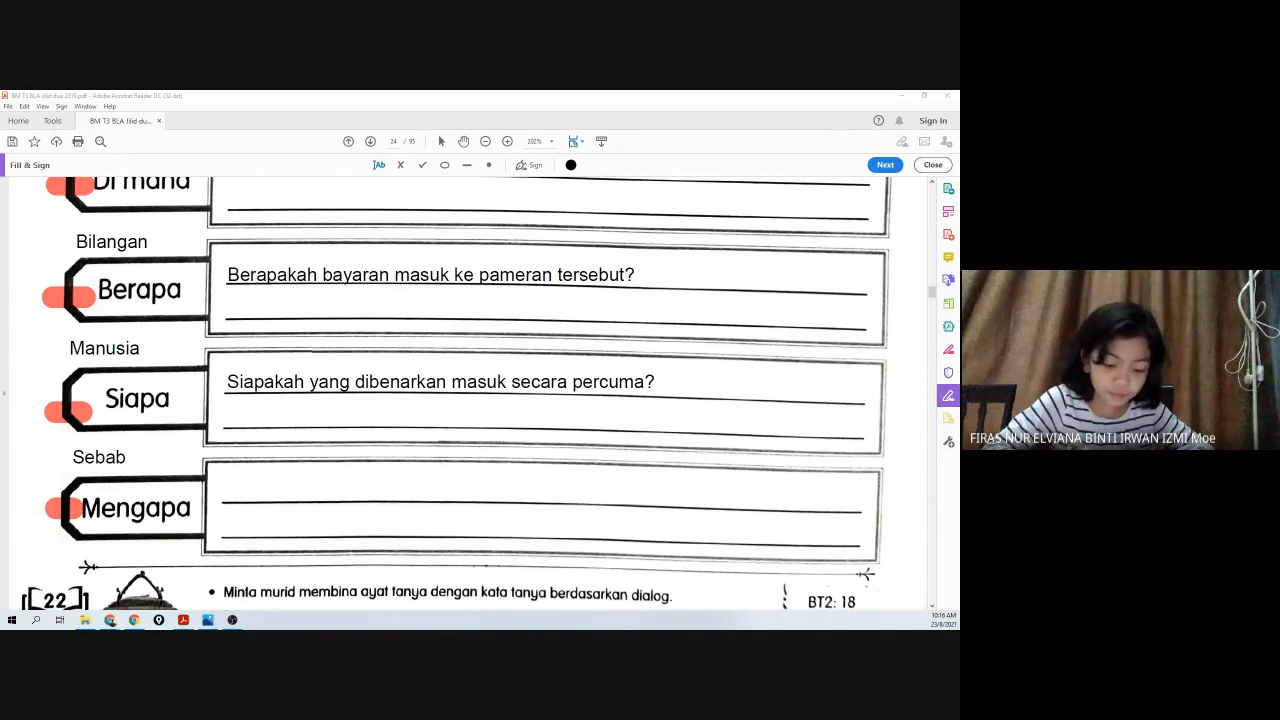 BM T3 BLA Jilid dua 2019.pdf - Adobe Acrobat Reader DC (32-bit)
File Edit View Sign Window Help
Home Tools BM T3 BLA Jilid du... × Sign In
24 / 95 202%
Fill & Sign Ab Sign Next Close
Di mana
Bilangan
Berapa
Berapakah bayaran masuk ke pameran tersebut?
Manusia
Siapa
Siapakah yang dibenarkan masuk secara percuma?
Sebab
Mengapa
22
• Minta murid membina ayat tanya dengan kata tanya berdasarkan dialog.
BT2: 18
10:16 AM
23/8/2021
FIRAS NUR ELVIANA BINTI IRWAN IZMI Moe